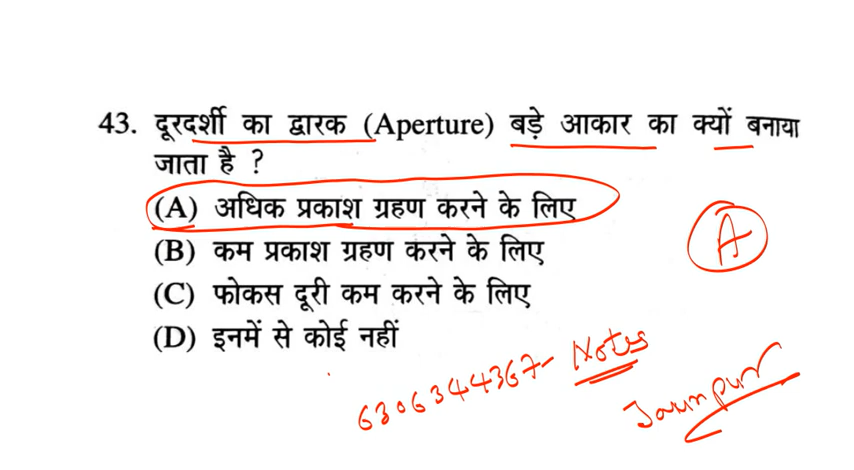 43. दूरदर्शी का द्वारक (Aperture) बड़े आकार का क्यों बनाया
जाता है ?
(A) अधिक प्रकाश ग्रहण करने के लिए
(B) कम प्रकाश ग्रहण करने के लिए
(C) फोकस दूरी कम करने के लिए
(D) इनमें से कोई नहीं
A
6306344367- Notes
Jaunpur